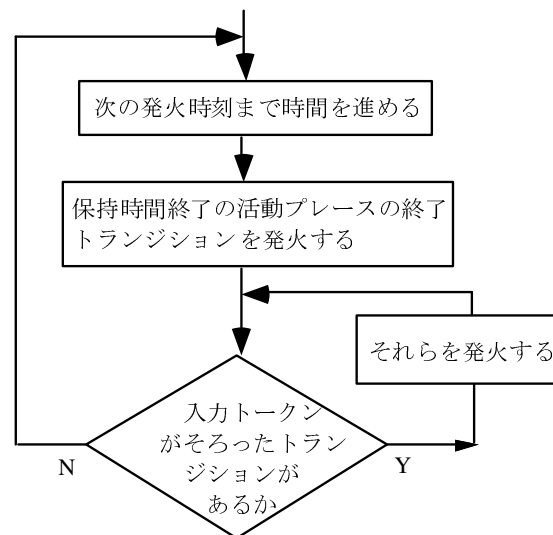 次の発火時刻まで時間を進める
保持時間終了の活動プレースの終了
トランジションを発火する
それらを発火する
入力トークン
がそろったトラン
ジションが
あるか
N
Y